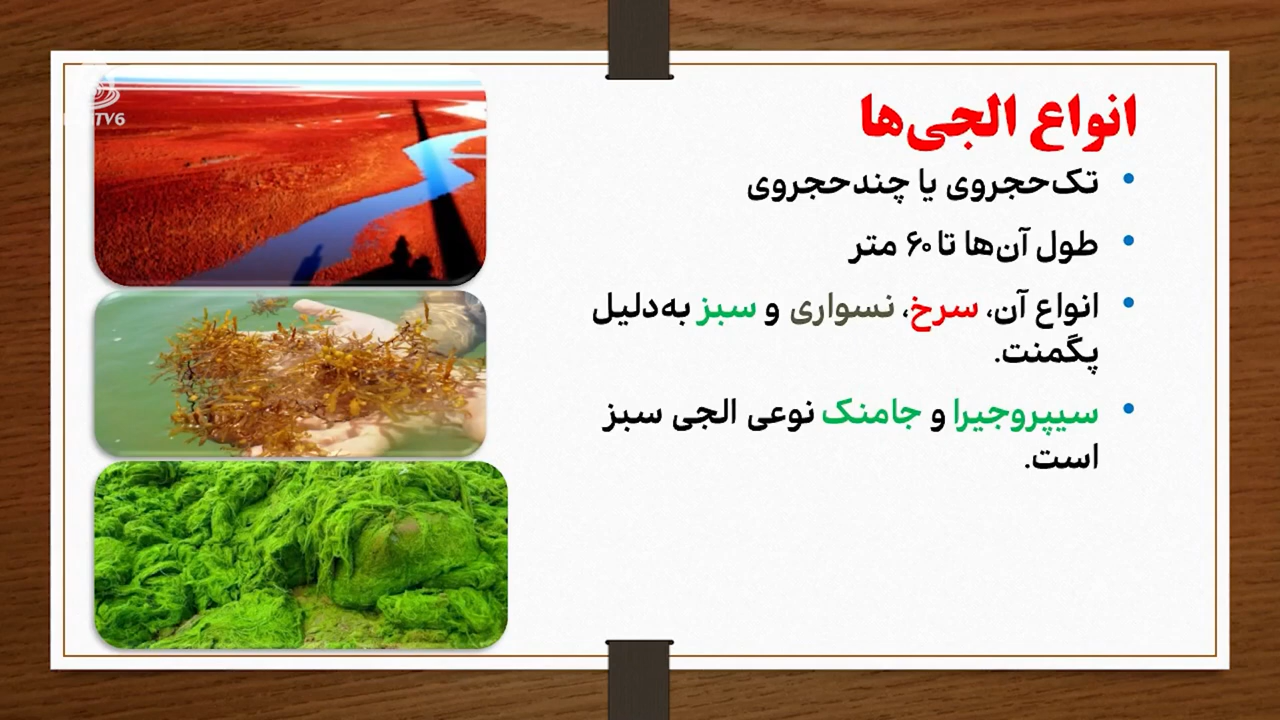 انواع الجی‌ها
• تک‌حجروی یا چندحجروی
• طول آن‌ها تا ۶۰ متر
• انواع آن، سرخ، نسواری و سبز به‌دلیل
پگمنت.
• سیپروجیرا و جامنک نوعی الجی سبز
است.
TV6